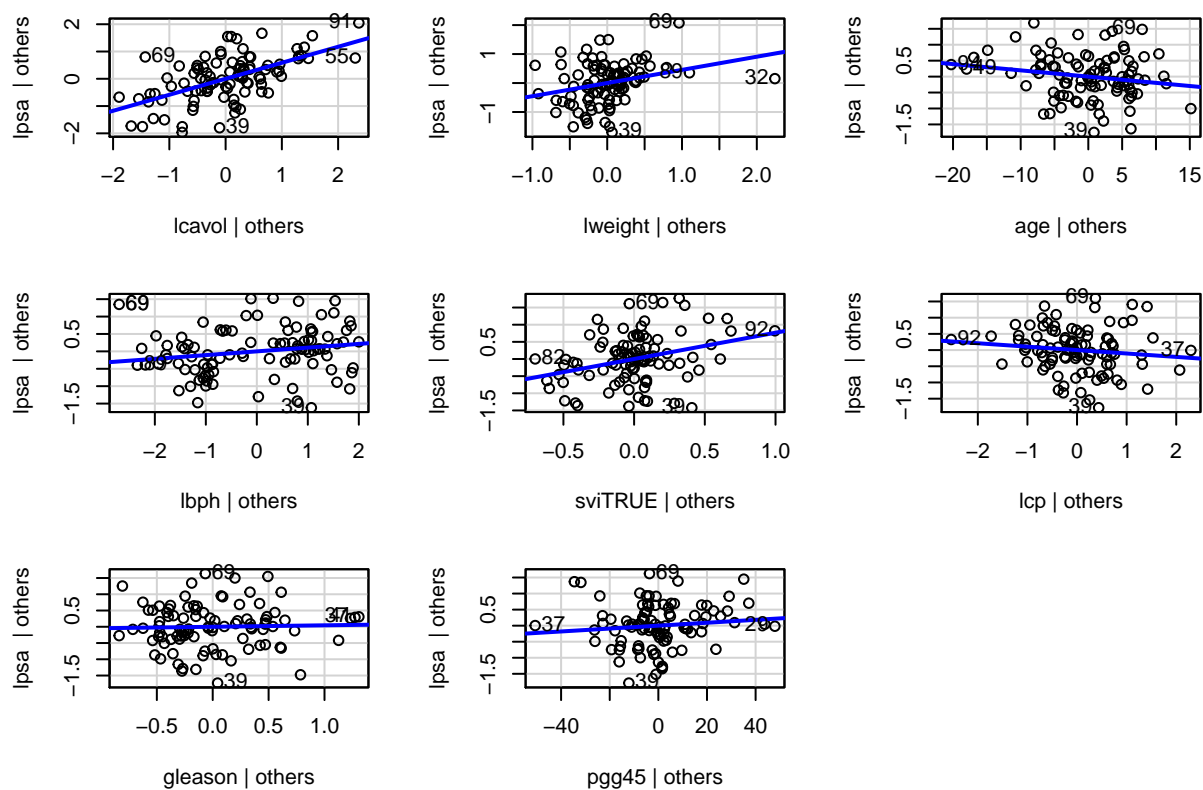 lpsa | others
2
0
−2
91
69
55
39
−2 −1 0 1 2
lcavol | others
lpsa | others
1
−1
69
39
32
39
−1.0 0.0 1.0 2.0
lweight | others
lpsa | others
0.5
−1.5
69
39
−20 −10 0 5 15
age | others
lpsa | others
0.5
−1.5
69
39
−2 −1 0 1 2
lbph | others
lpsa | others
0.5
−1.5
69
92
82
39
−0.5 0.0 0.5 1.0
sviTRUE | others
lpsa | others
0.5
−1.5
69
92
37
39
−2 −1 0 1 2
lcp | others
lpsa | others
0.5
−1.5
69
37
39
−0.5 0.0 0.5 1.0
gleason | others
lpsa | others
0.5
−1.5
69
37
39
−40 0 20 40
pgg45 | others